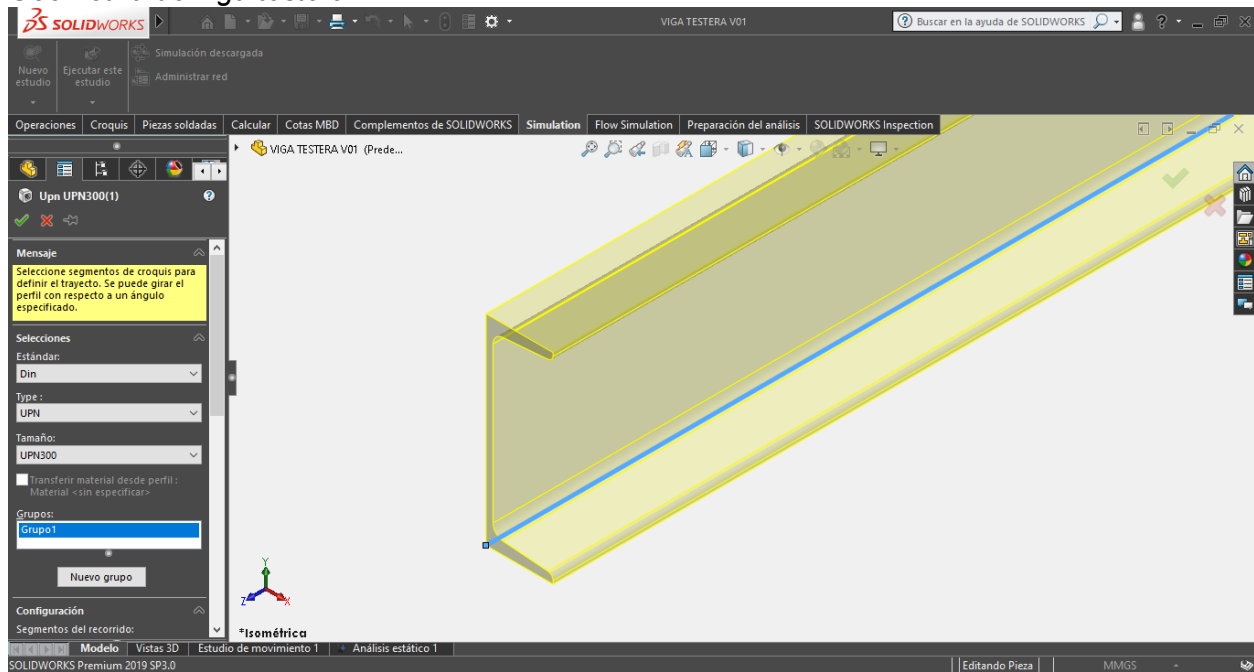 SOLIDWORKS
VIGA TESTERA V01
Buscar en la ayuda de SOLIDWORKS
Nuevo estudio
Ejecutar este estudio
Simulación descargada
Administrar red
Operaciones
Croquis
Piezas soldadas
Calcular
Cotas MBD
Complementos de SOLIDWORKS
Simulation
Flow Simulation
Preparación del análisis
SOLIDWORKS Inspection
VIGA TESTERA V01 (Prede...
Upn UPN300(1)
Mensaje
Seleccione segmentos de croquis para
definir el trayecto. Se puede girar el
perfil con respecto a un ángulo
especificado.
Selecciones
Estándar:
Din
Type :
UPN
Tamaño:
UPN300
Transferir material desde perfil :
Material <sin especificar>
Grupos:
Grupo1
Nuevo grupo
Configuración
Segmentos del recorrido:
Y
Z
X
*Isométrica
Modelo
Vistas 3D
Estudio de movimiento 1
Análisis estático 1
SOLIDWORKS Premium 2019 SP3.0
Editando Pieza
MMGS